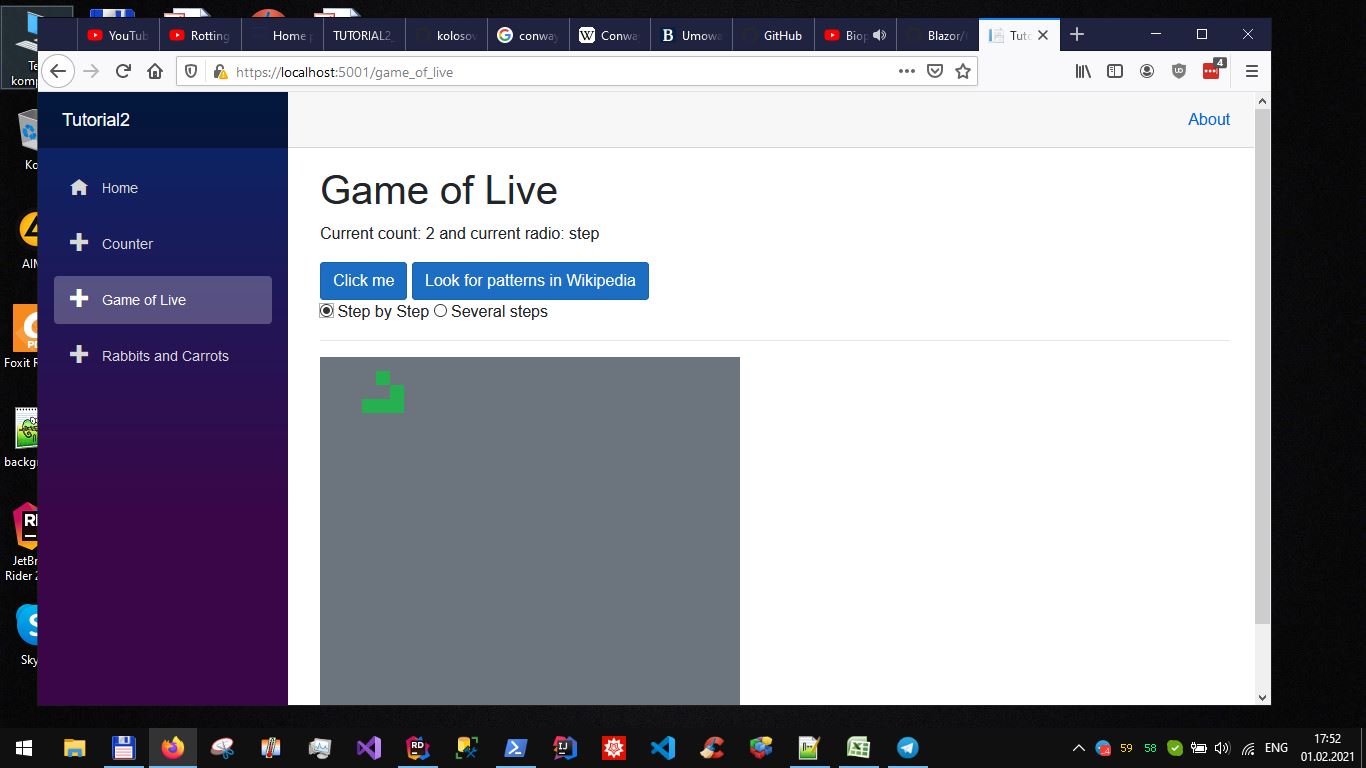 YouTub
Rotting
Home
TUTORIAL2_
kolosov
conway
Conwa
Umowa
GitHub
Biop
Blazor/
Tuto
https://localhost:5001/game_of_live
4
Tutorial2
About
Home
Counter
Game of Live
Rabbits and Carrots
Game of Live
Current count: 2 and current radio: step
Click me
Look for patterns in Wikipedia
Step by Step
Several steps
Te
komp
Ko
AIM
Foxit R
backgr
JetBr
Rider 2
Sky
59
58
ENG
17:52
01.02.2021